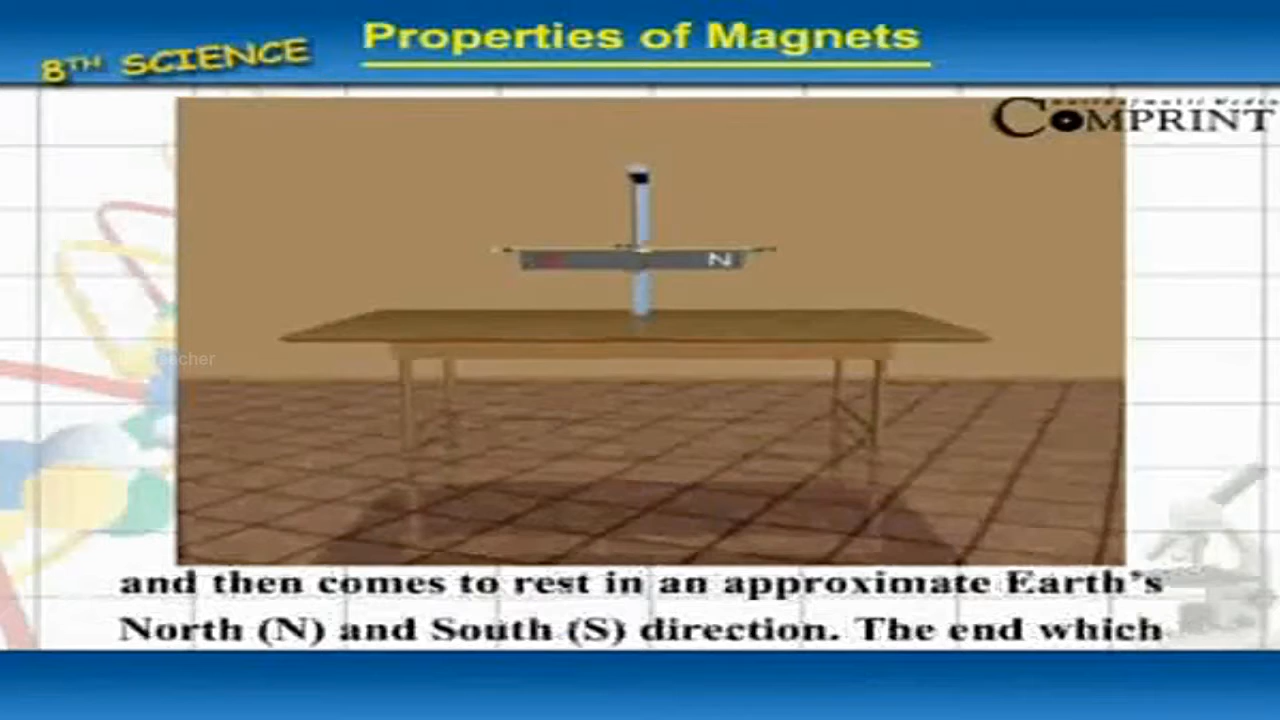 Properties of Magnets
8TH SCIENCE
COMPRINT
N
and then comes to rest in an approximate Earth's
North (N) and South (S) direction. The end which